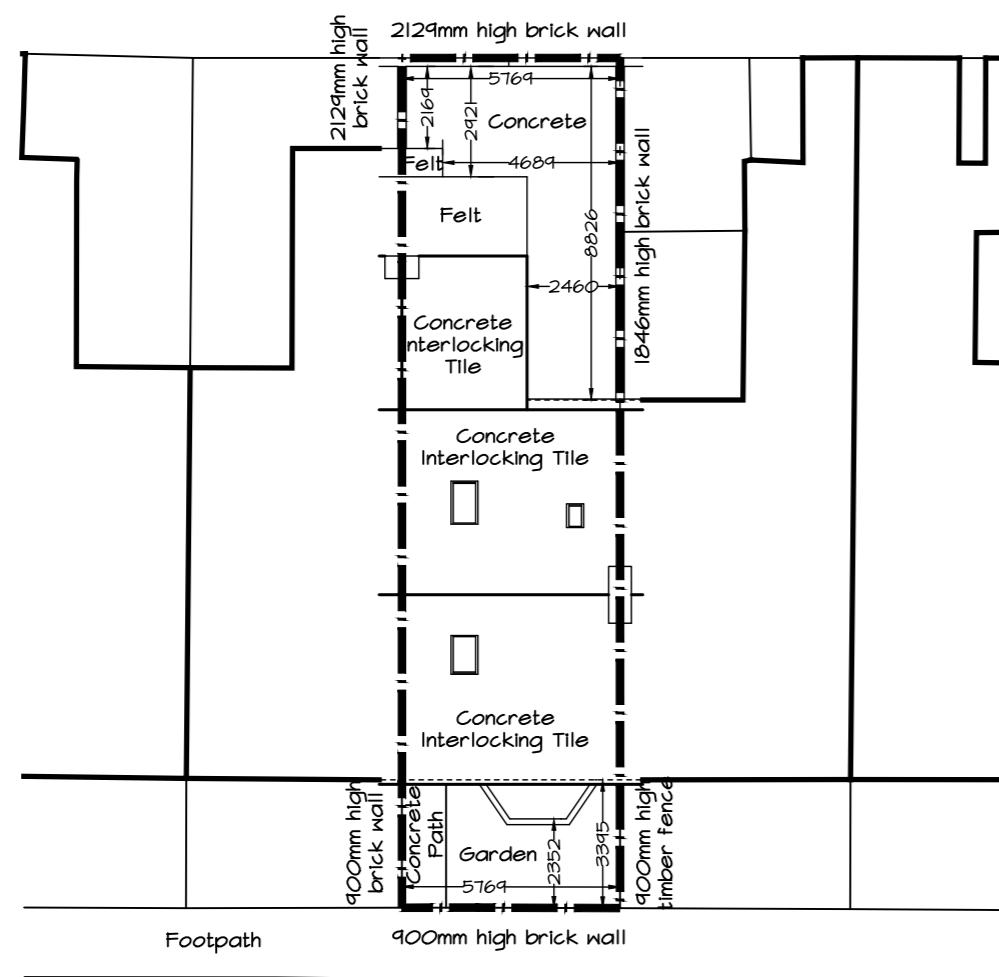 2129mm high brick wall
2129mm high
brick wall
5769
2169
2921
Concrete
Felt
4689
Felt
8826
1846mm high brick wall
2460
Concrete
nterlocking
Tile
Concrete
Interlocking Tile
Concrete
Interlocking Tile
900mm high
brick wall
Concrete
Path
Garden
2352
3395
900mm high
timber fence
5769
Footpath
900mm high brick wall